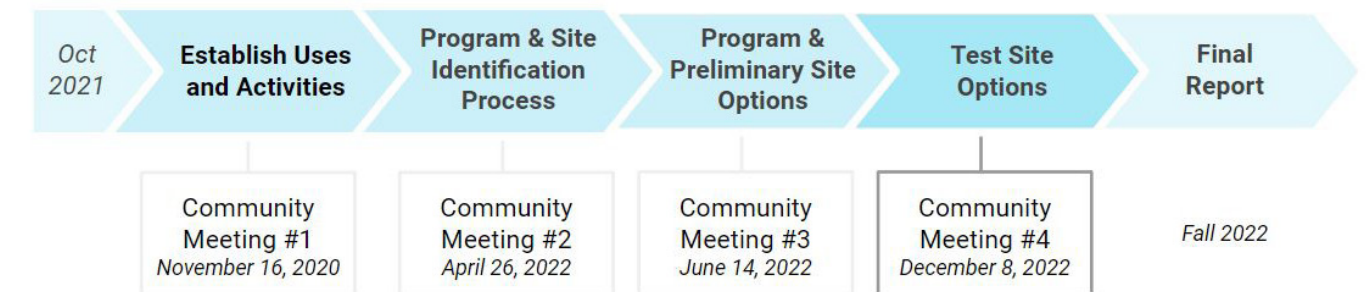 Oct
2021
Establish Uses
and Activities
Program & Site
Identification
Process
Program &
Preliminary Site
Options
Test Site
Options
Final
Report
Community
Meeting #1
November 16, 2020
Community
Meeting #2
April 26, 2022
Community
Meeting #3
June 14, 2022
Community
Meeting #4
December 8, 2022
Fall 2022